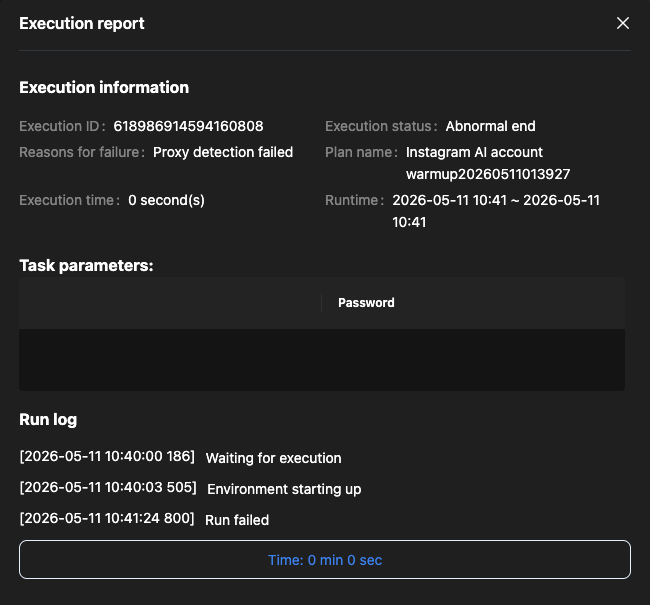 Execution report
Execution information
Execution ID: 618986914594160808
Execution status: Abnormal end
Reasons for failure: Proxy detection failed
Plan name: Instagram AI account
warmup20260511013927
Execution time: 0 second(s)
Runtime: 2026-05-11 10:41 ~ 2026-05-11
10:41
Task parameters:
Password
Run log
[2026-05-11 10:40:00 186] Waiting for execution
[2026-05-11 10:40:03 505] Environment starting up
[2026-05-11 10:41:24 800] Run failed
Time: 0 min 0 sec